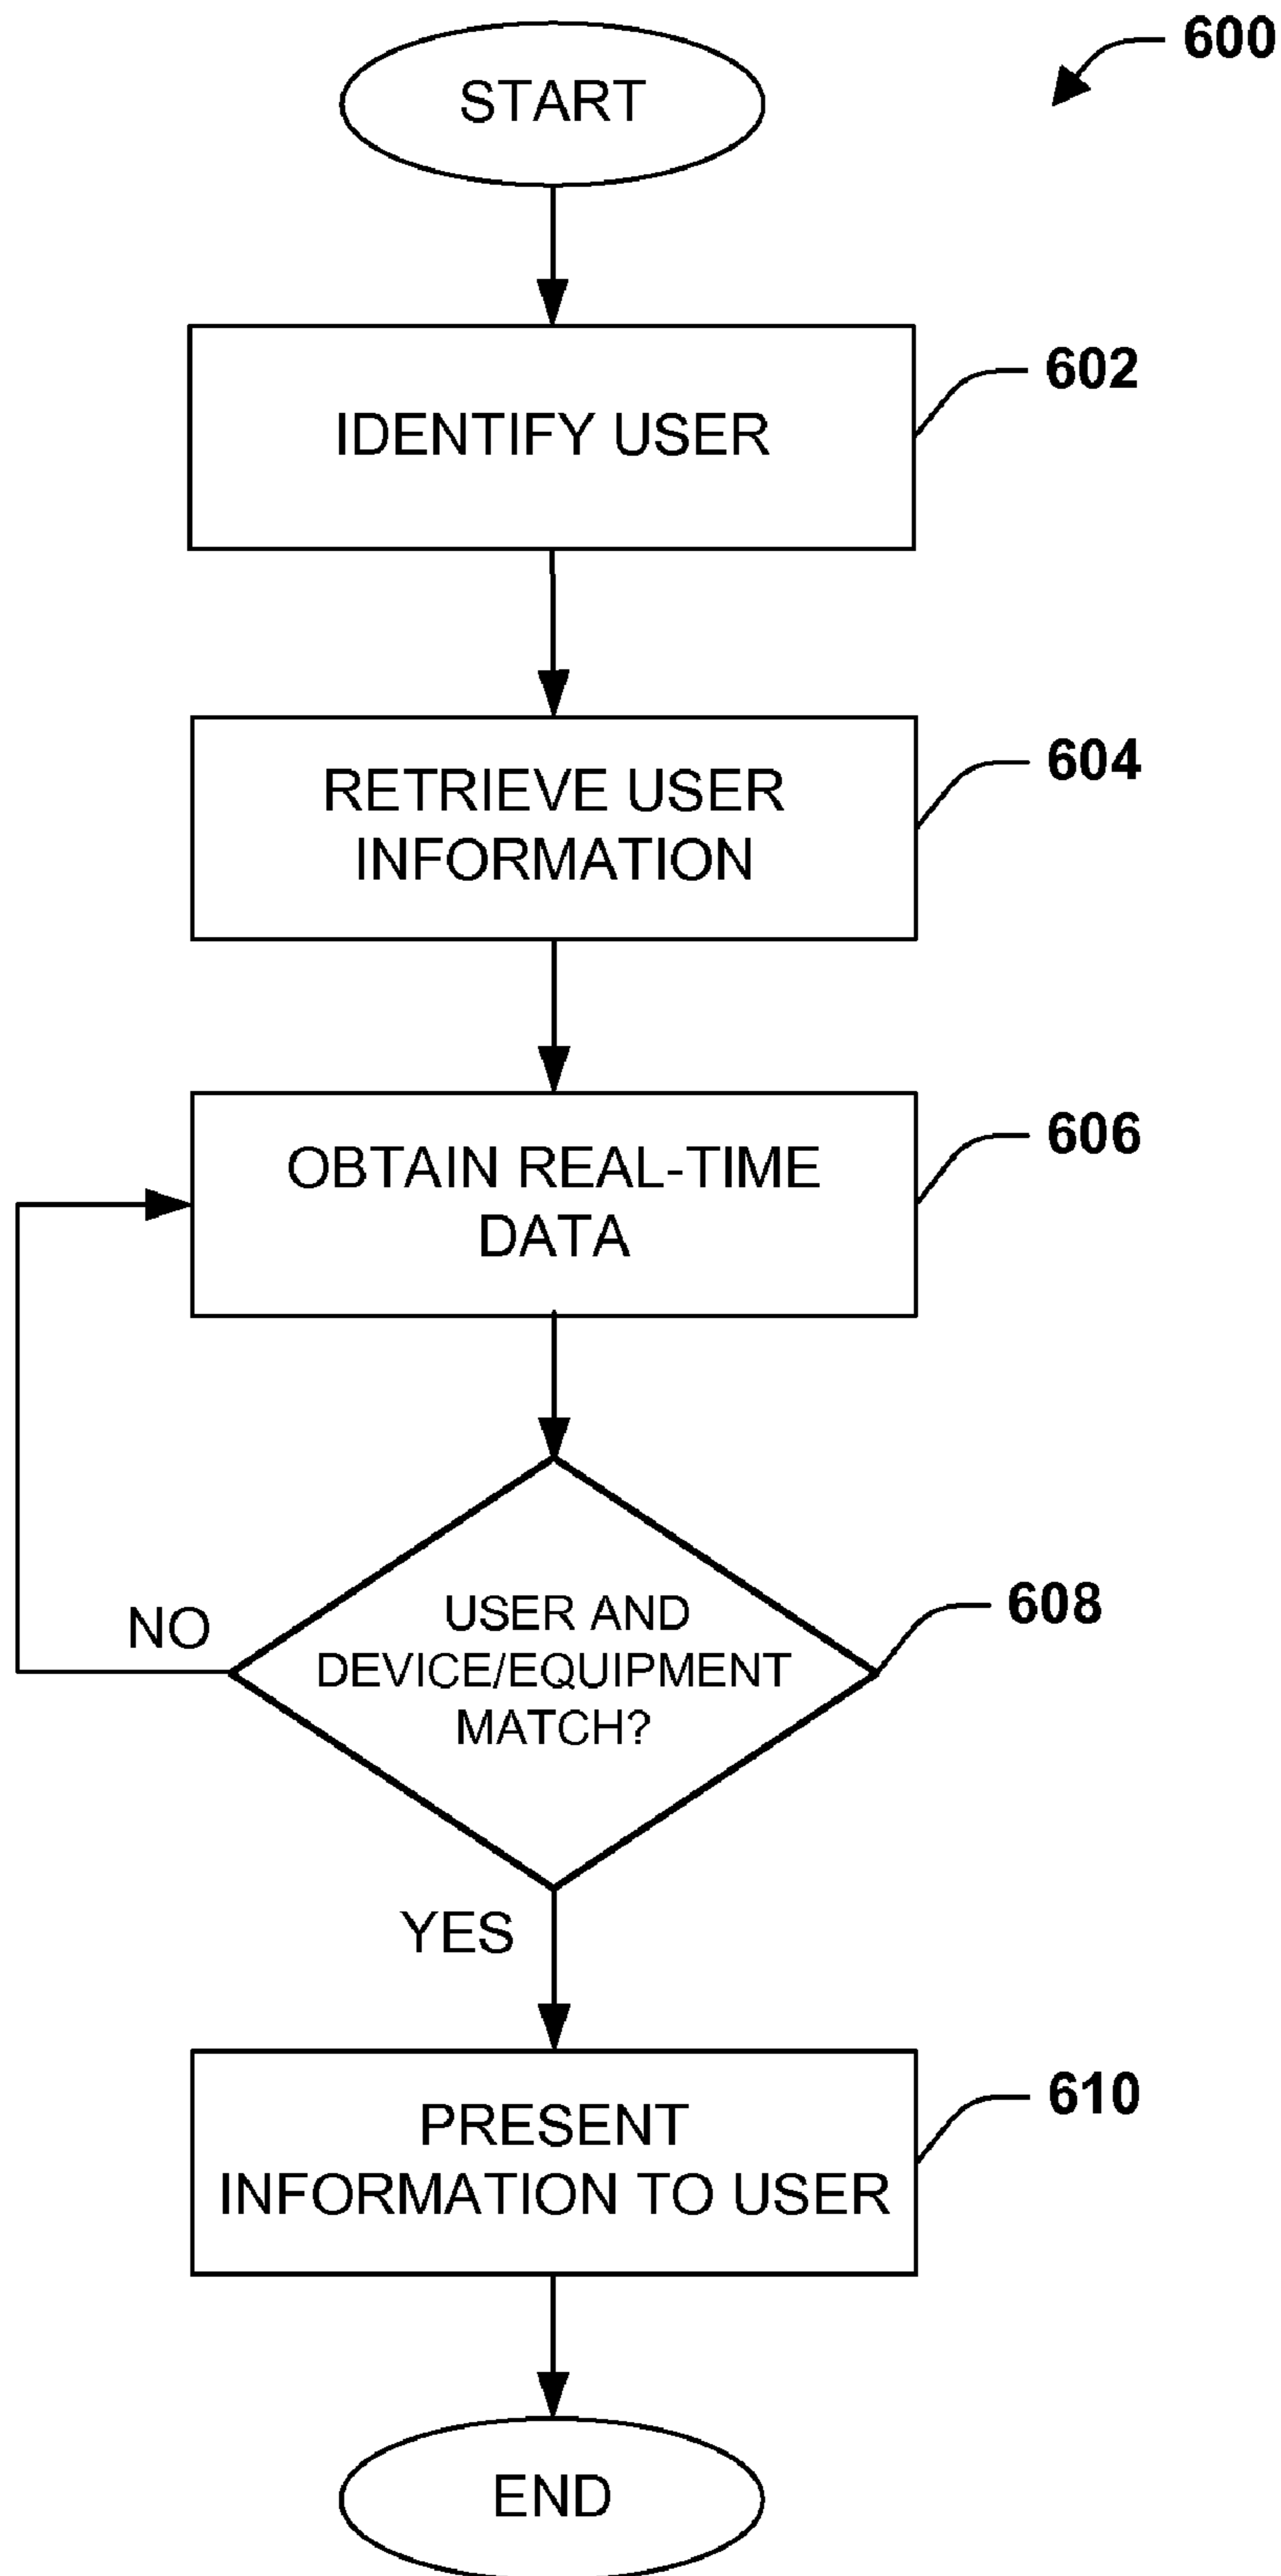 600
START
602
IDENTIFY USER
604
RETRIEVE USER
INFORMATION
606
OBTAIN REAL-TIME
DATA
608
USER AND
DEVICE/EQUIPMENT
MATCH?
NO
YES
610
PRESENT
INFORMATION TO USER
END